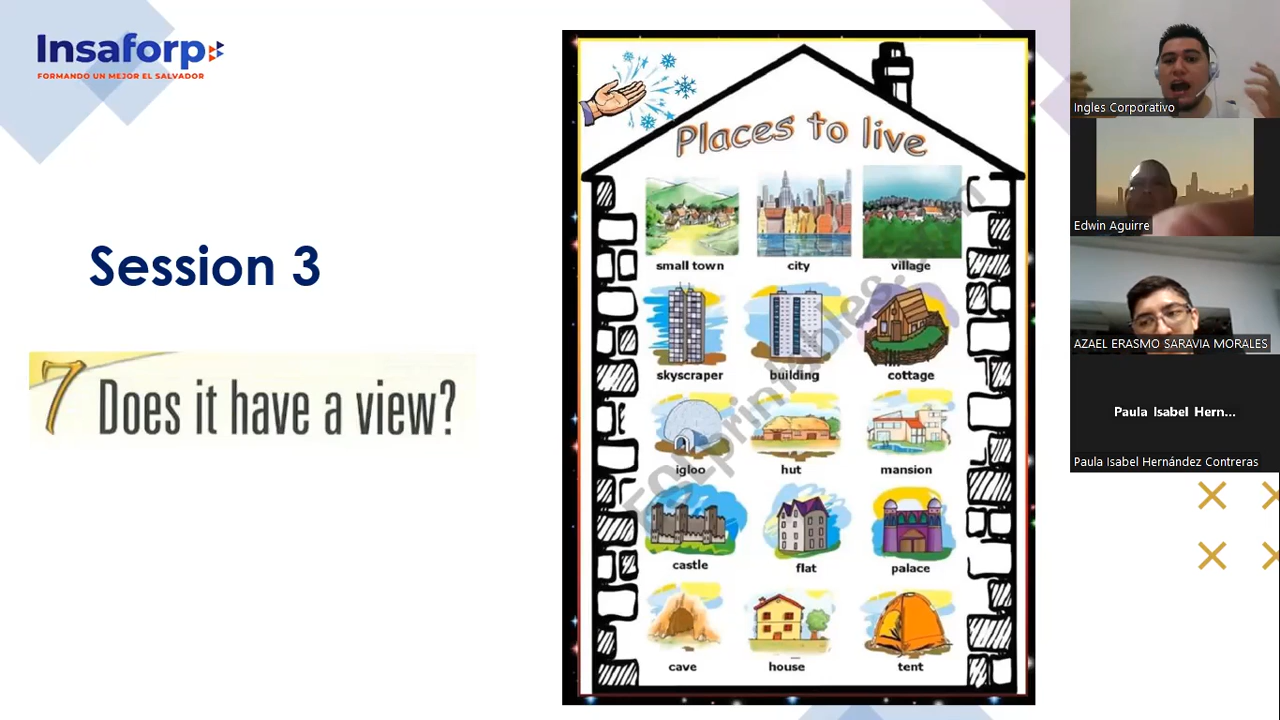 Insaforp
FORMANDO UN MEJOR EL SALVADOR
Session 3
7 Does it have a view?
Places to live
small town city village
skyscraper building cottage
igloo hut mansion
castle flat palace
cave house tent
ESLprintables.com
Ingles Corporativo
Edwin Aguirre
AZAEL ERASMO SARAVIA MORALES
Paula Isabel Hern...
Paula Isabel Hernández Contreras